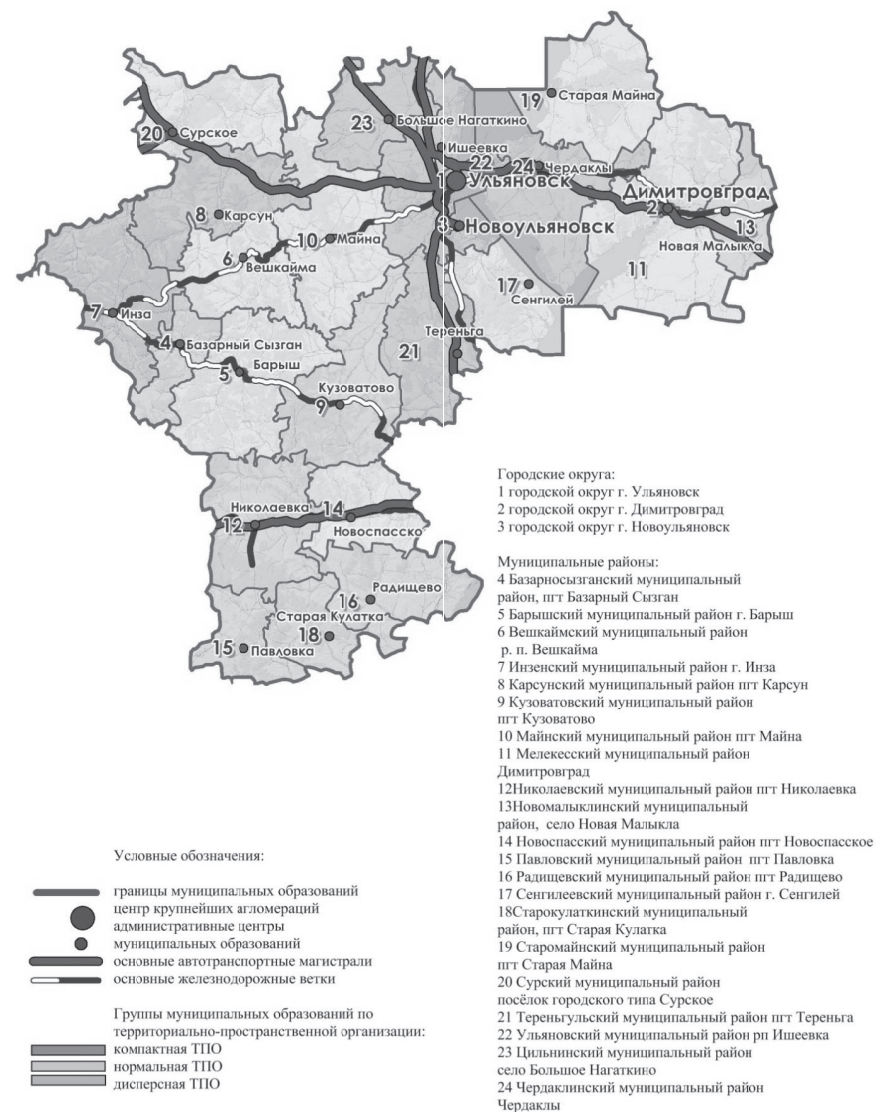 19 Старая Майна
23 Большое Нагаткино
20 Сурское
Ишеевка
22 24 Чердаклы
1 Ульяновск
Димитровград
2
8 Карсун
3 Новоульяновск
13
10 Майна
Новая Малыкла
6 Вешкайма
11
17
Сенгилей
7 Инза
Тереньга
4 Базарный Сызган
21
5 Барыш
Кузоватово
9
Николаевка 14
12
Новоспасско
Радищево
16
Старая Кулатка
18
15 Павловка
Городские округа:
1 городской округ г. Ульяновск
2 городской округ г. Димитровград
3 городской округ г. Новоульяновск
Муниципальные районы:
4 Базарносызганский муниципальный
район, пгт Базарный Сызган
5 Барышский муниципальный район г. Барыш
6 Вешкаймский муниципальный район
р. п. Вешкайма
7 Инзенский муниципальный район г. Инза
8 Карсунский муниципальный район пгт Карсун
9 Кузоватовский муниципальный район
пгт Кузоватово
10 Майнский муниципальный район пгт Майна
11 Мелекесский муниципальный район
Димитровград
12Николаевский муниципальный район пгт Николаевка
13Новомалыклинский муниципальный
район, село Новая Малыкла
14 Новоспасский муниципальный район пгт Новоспасское
15 Павловский муниципальный район пгт Павловка
16 Радищевский муниципальный район пгт Радищево
17 Сенгилеевский муниципальный район г. Сенгилей
18Старокулаткинский муниципальный
район, пгт Старая Кулатка
19 Старомайнский муниципальный район
пгт Старая Майна
20 Сурский муниципальный район
посёлок городского типа Сурское
21 Тереньгульский муниципальный район пгт Тереньга
22 Ульяновский муниципальный район рп Ишеевка
23 Цильнинский муниципальный район
село Большое Нагаткино
24 Чердаклинский муниципальный район
Чердаклы
Условные обозначения:
границы муниципальных образований
центр крупнейших агломераций
административные центры
муниципальных образований
основные автотранспортные магистрали
основные железнодорожные ветки
Группы муниципальных образований по
территориально-пространственной организации:
компактная ТПО
нормальная ТПО
дисперсная ТПО